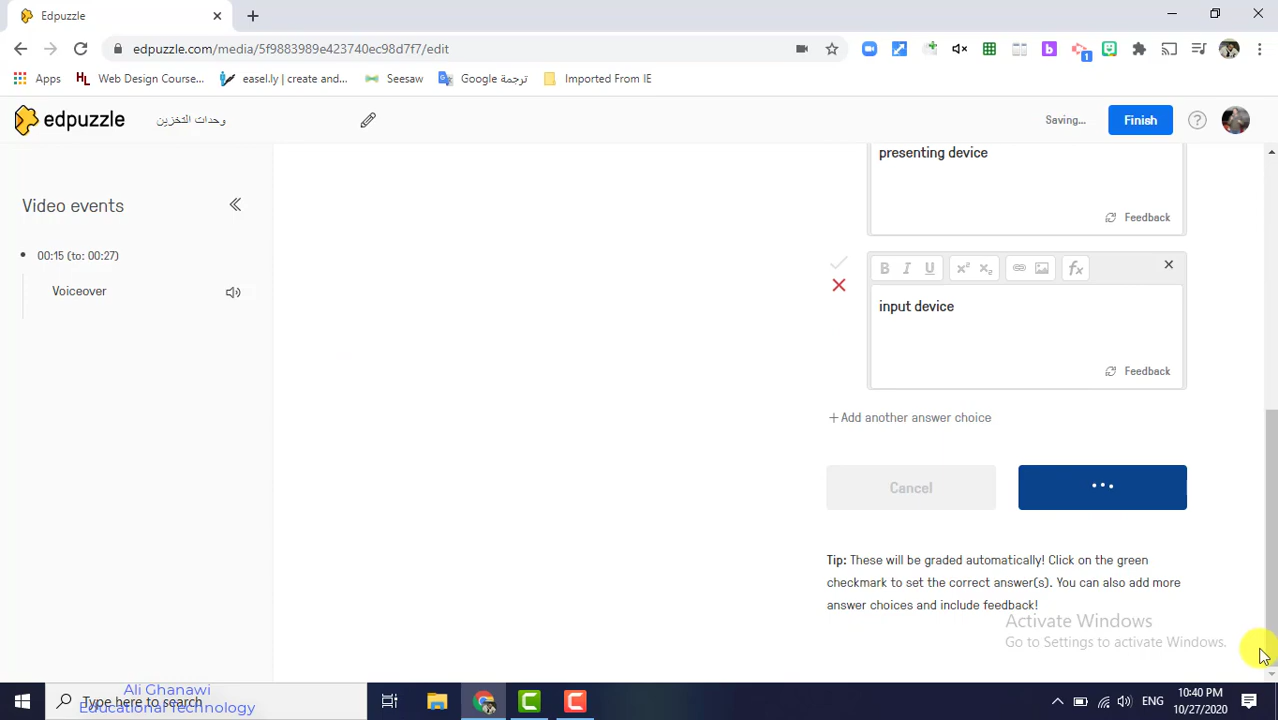 Edpuzzle
edpuzzle.com/media/5f9883989e423740ec98d7f7/edit
Apps
Web Design Course...
easel.ly | create and...
Seesaw
ترجمة Google
Imported From IE
1
edpuzzle
وحدات التخزين
Saving...
Finish
Video events
00:15 (to: 00:27)
Voiceover
presenting device
Feedback
B I U x² x₂ fx
input device
Feedback
+ Add another answer choice
Cancel
Tip: These will be graded automatically! Click on the green
checkmark to set the correct answer(s). You can also add more
answer choices and include feedback!
Activate Windows
Go to Settings to activate Windows.
Type here to search
Ali Ghanawi
Educational Technology
ENG
10:40 PM
10/27/2020